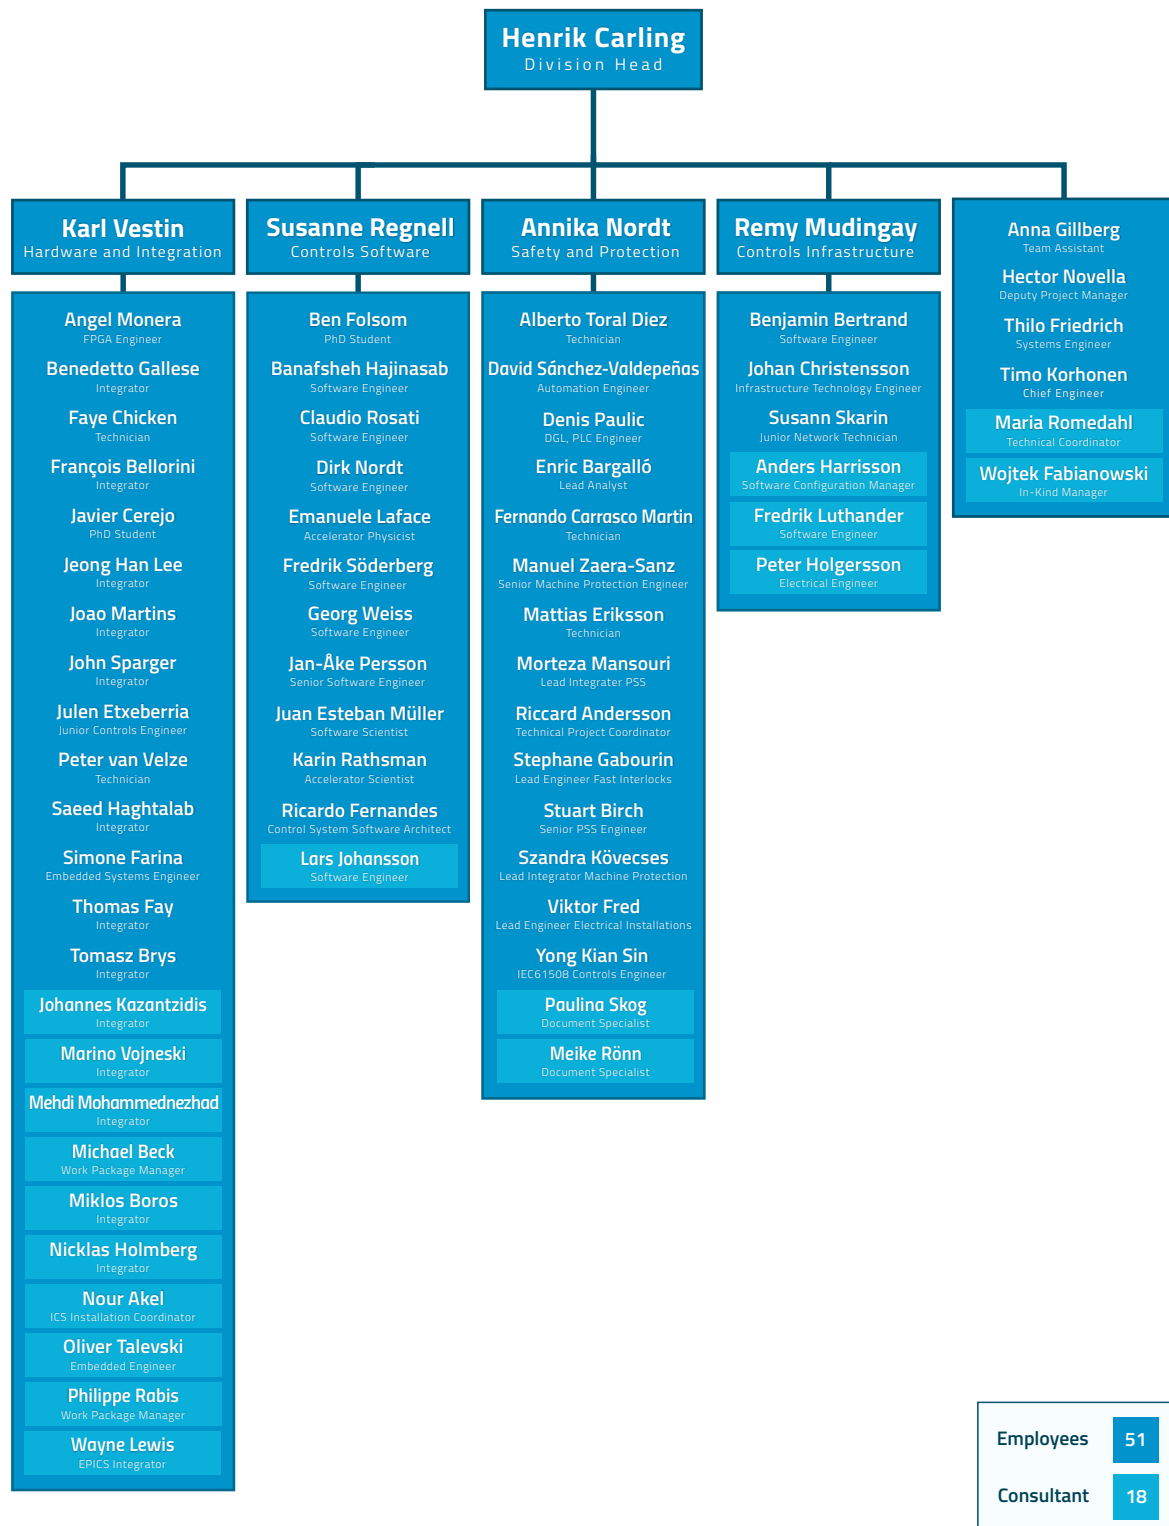 Henrik Carling
Division Head
Karl Vestin
Hardware and Integration
Angel Monera
FPGA Engineer
Benedetto Gallese
Integrator
Faye Chicken
Technician
François Bellorini
Integrator
Javier Cerejo
PhD Student
Jeong Han Lee
Integrator
Joao Martins
Integrator
John Sparger
Integrator
Julen Etxeberria
Junior Controls Engineer
Peter van Velze
Technician
Saeed Haghtalab
Integrator
Simone Farina
Embedded Systems Engineer
Thomas Fay
Integrator
Tomasz Brys
Integrator
Johannes Kazantzidis
Integrator
Marino Vojneski
Integrator
Mehdi Mohammednezhad
Integrator
Michael Beck
Work Package Manager
Miklos Boros
Integrator
Nicklas Holmberg
Integrator
Nour Akel
ICS Installation Coordinator
Oliver Talevski
Embedded Engineer
Philippe Rabis
Work Package Manager
Wayne Lewis
EPICS Integrator
Susanne Regnell
Controls Software
Ben Folsom
PhD Student
Banafsheh Hajinasab
Software Engineer
Claudio Rosati
Software Engineer
Dirk Nordt
Software Engineer
Emanuele Laface
Accelerator Physicist
Fredrik Söderberg
Software Engineer
Georg Weiss
Software Engineer
Jan-Åke Persson
Senior Software Engineer
Juan Esteban Müller
Software Scientist
Karin Rathsman
Accelerator Scientist
Ricardo Fernandes
Control System Software Architect
Lars Johansson
Software Engineer
Annika Nordt
Safety and Protection
Alberto Toral Diez
Technician
David Sánchez-Valdepeñas
Automation Engineer
Denis Paulic
DGL, PLC Engineer
Enric Bargalló
Lead Analyst
Fernando Carrasco Martin
Technician
Manuel Zaera-Sanz
Senior Machine Protection Engineer
Mattias Eriksson
Technician
Morteza Mansouri
Lead Integrater PSS
Riccard Andersson
Technical Project Coordinator
Stephane Gabourin
Lead Engineer Fast Interlocks
Stuart Birch
Senior PSS Engineer
Szandra Kövecses
Lead Integrator Machine Protection
Viktor Fred
Lead Engineer Electrical Installations
Yong Kian Sin
IEC61508 Controls Engineer
Paulina Skog
Document Specialist
Meike Rönn
Document Specialist
Remy Mudingay
Controls Infrastructure
Benjamin Bertrand
Software Engineer
Johan Christensson
Infrastructure Technology Engineer
Susann Skarin
Junior Network Technician
Anders Harrisson
Software Configuration Manager
Fredrik Luthander
Software Engineer
Peter Holgersson
Electrical Engineer
Anna Gillberg
Team Assistant
Hector Novella
Deputy Project Manager
Thilo Friedrich
Systems Engineer
Timo Korhonen
Chief Engineer
Maria Romedahl
Technical Coordinator
Wojtek Fabianowski
In-Kind Manager
Employees 51
Consultant 18